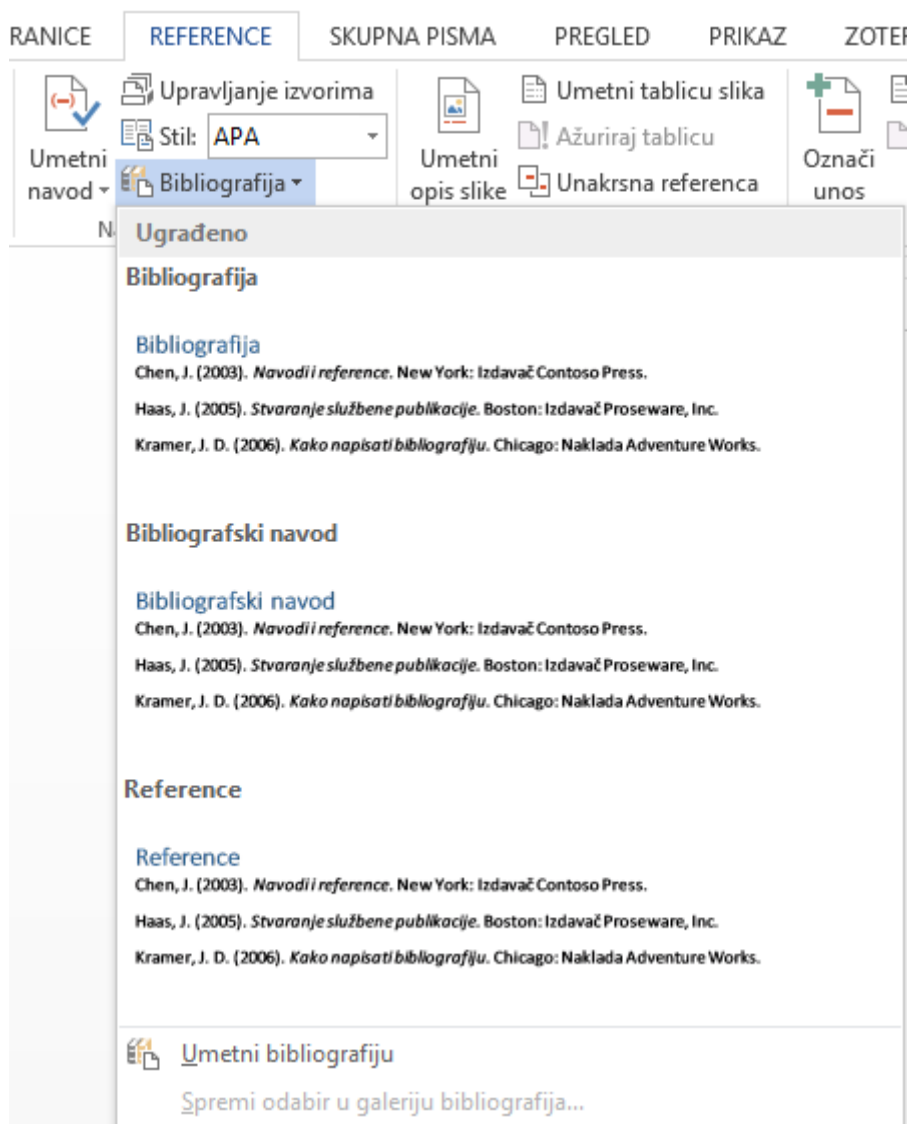 RANICE REFERENCE SKUPNA PISMA PREGLED PRIKAZ ZOTER
Umetni
navod
Upravljanje izvorima
Stil: APA
Bibliografija
Umetni
opis slike
Umetni tablicu slika
Ažuriraj tablicu
Unakrsna referenca
Označi
unos
N
Ugrađeno
Bibliografija
Bibliografija
Chen, J. (2003). Navodi i reference. New York: Izdavač Contoso Press.
Haas, J. (2005). Stvaranje službene publikacije. Boston: Izdavač Proseware, Inc.
Kramer, J. D. (2006). Kako napisati bibliografiju. Chicago: Naklada Adventure Works.
Bibliografski navod
Bibliografski navod
Chen, J. (2003). Navodi i reference. New York: Izdavač Contoso Press.
Haas, J. (2005). Stvaranje službene publikacije. Boston: Izdavač Proseware, Inc.
Kramer, J. D. (2006). Kako napisati bibliografiju. Chicago: Naklada Adventure Works.
Reference
Reference
Chen, J. (2003). Navodi i reference. New York: Izdavač Contoso Press.
Haas, J. (2005). Stvaranje službene publikacije. Boston: Izdavač Proseware, Inc.
Kramer, J. D. (2006). Kako napisati bibliografiju. Chicago: Naklada Adventure Works.
Umetni bibliografiju
Spremi odabir u galeriju bibliografija...